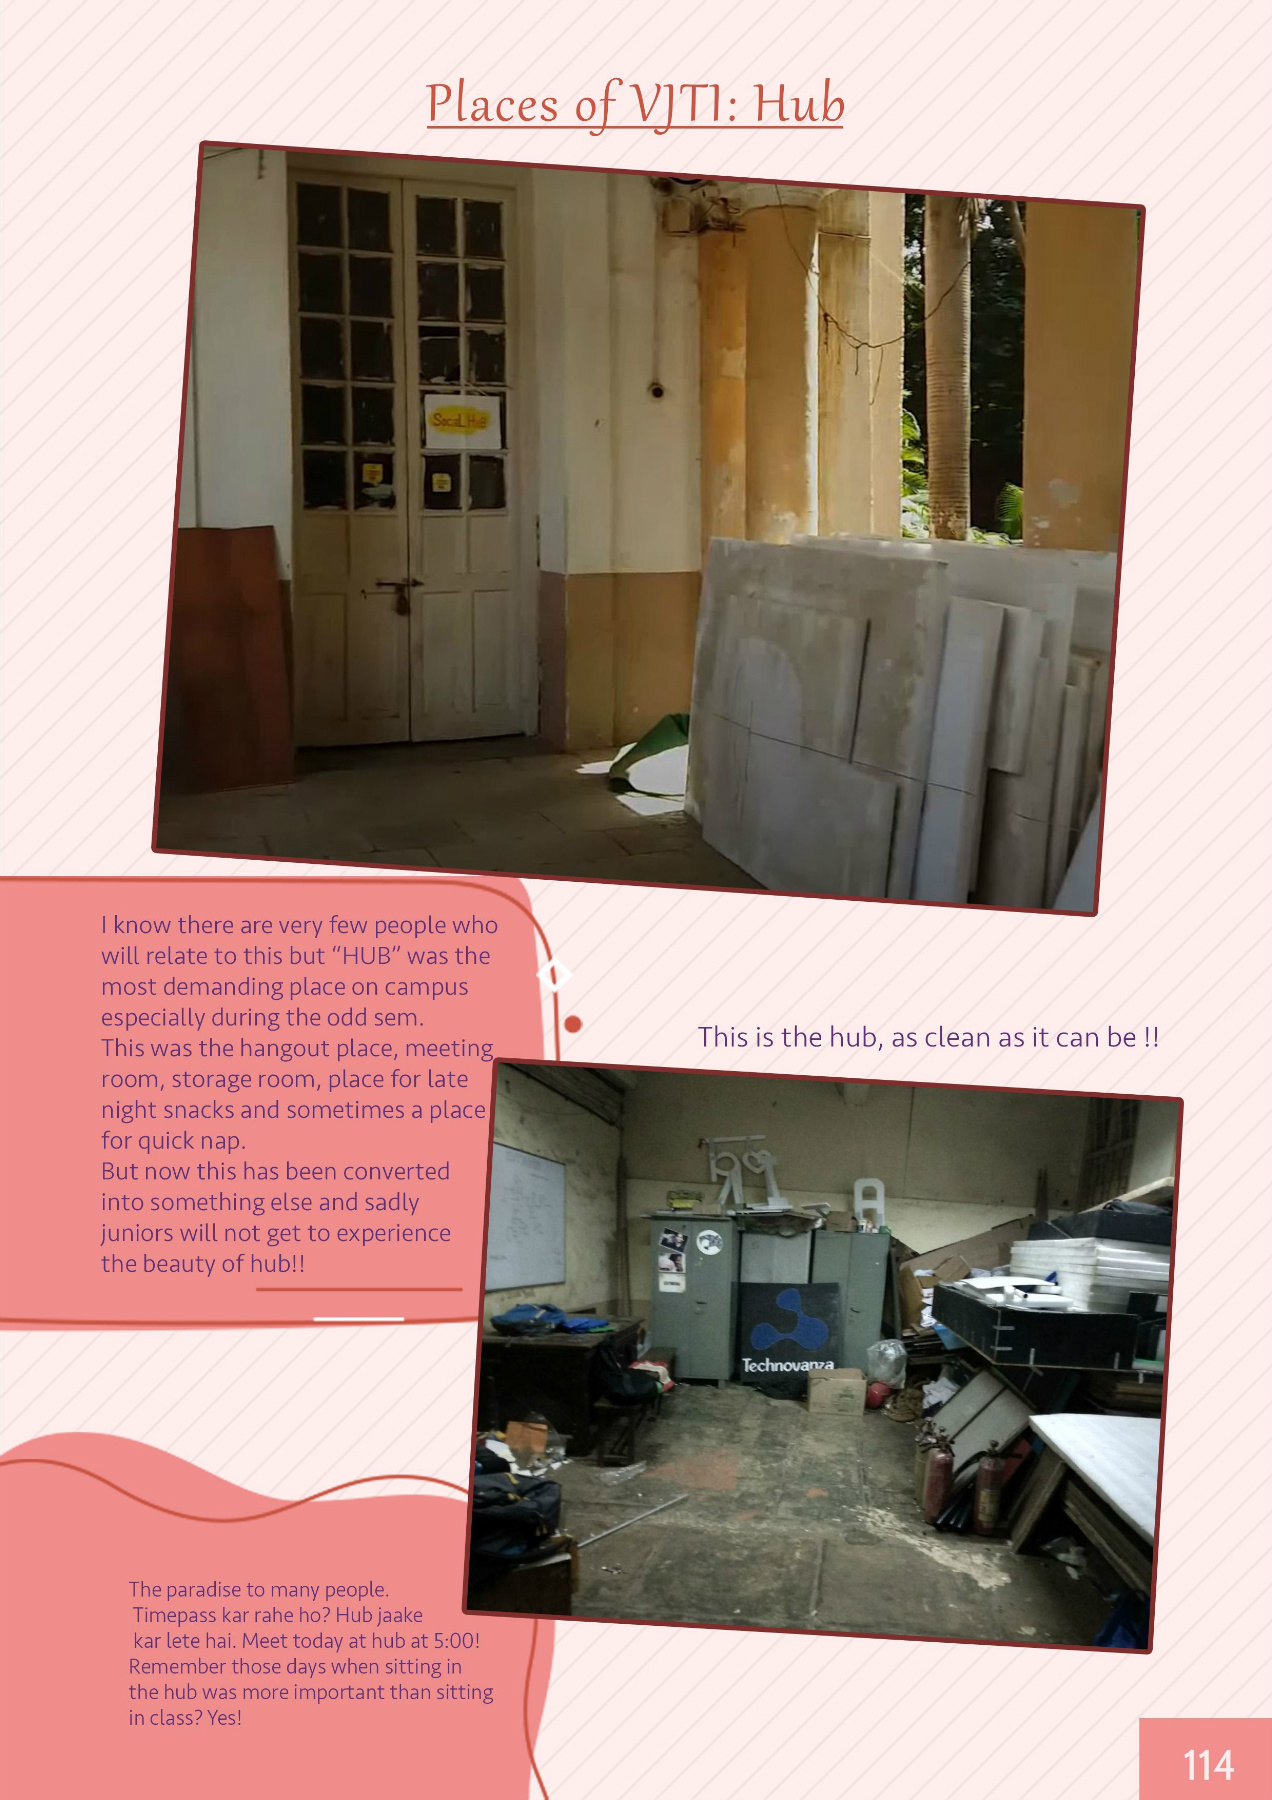 Places of VJTI: Hub
Social Hub
I know there are very few people who
will relate to this but “HUB” was the
most demanding place on campus
especially during the odd sem.
This was the hangout place, meeting
room, storage room, place for late
night snacks and sometimes a place
for quick nap.
But now this has been converted
into something else and sadly
juniors will not get to experience
the beauty of hub!!
This is the hub, as clean as it can be !!
Technovanza
The paradise to many people.
Timepass kar rahe ho? Hub jaake
kar lete hai. Meet today at hub at 5:00!
Remember those days when sitting in
the hub was more important than sitting
in class? Yes!
114